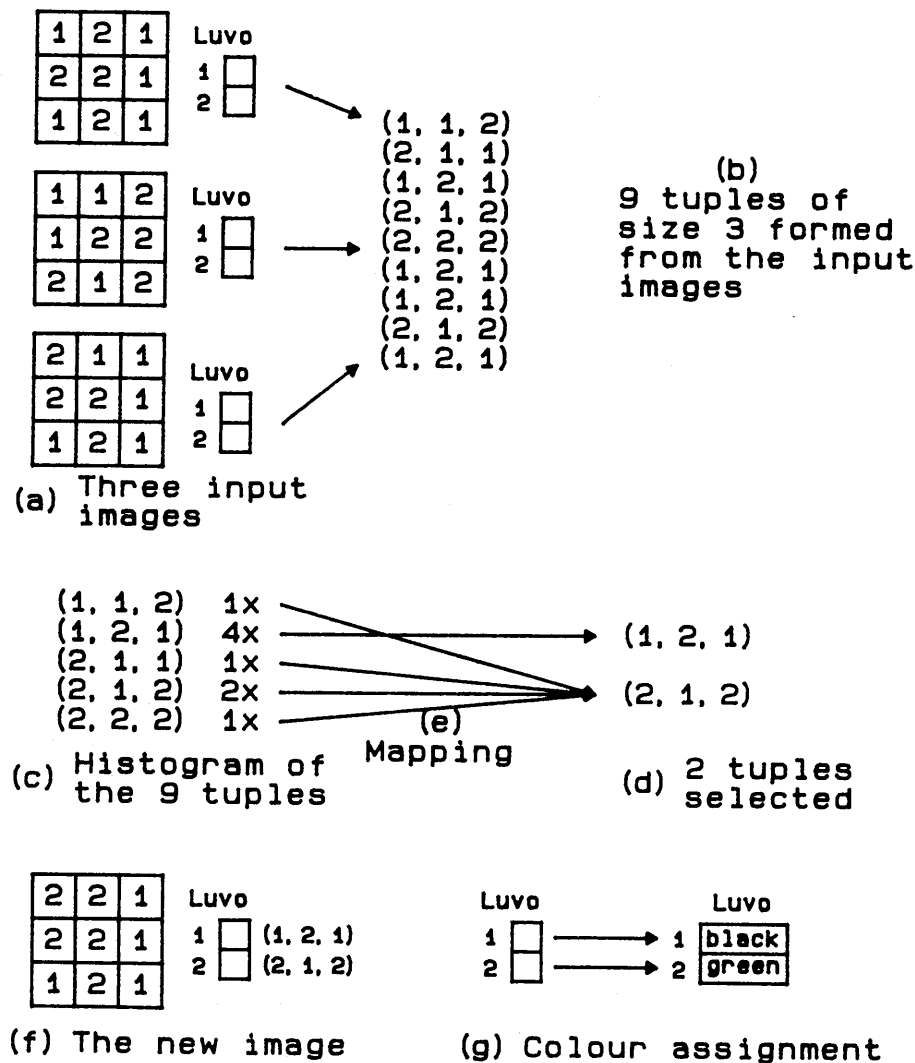 1 2 1
2 2 1
1 2 1
Luvo
1
2
1 1 2
1 2 2
2 1 2
Luvo
1
2
2 1 1
2 2 1
1 2 1
Luvo
1
2
(a) Three input
images
(1, 1, 2)
(2, 1, 1)
(1, 2, 1)
(2, 1, 2)
(2, 2, 2)
(1, 2, 1)
(1, 2, 1)
(2, 1, 2)
(1, 2, 1)
(b)
9 tuples of
size 3 formed
from the input
images
(1, 1, 2) 1x
(1, 2, 1) 4x
(2, 1, 1) 1x
(2, 1, 2) 2x
(2, 2, 2) 1x
(c) Histogram of
the 9 tuples
(e)
Mapping
(1, 2, 1)
(2, 1, 2)
(d) 2 tuples
selected
2 2 1
2 2 1
1 2 1
Luvo
1 (1, 2, 1)
2 (2, 1, 2)
(f) The new image
Luvo
1
2
Luvo
1 black
2 green
(g) Colour assignment